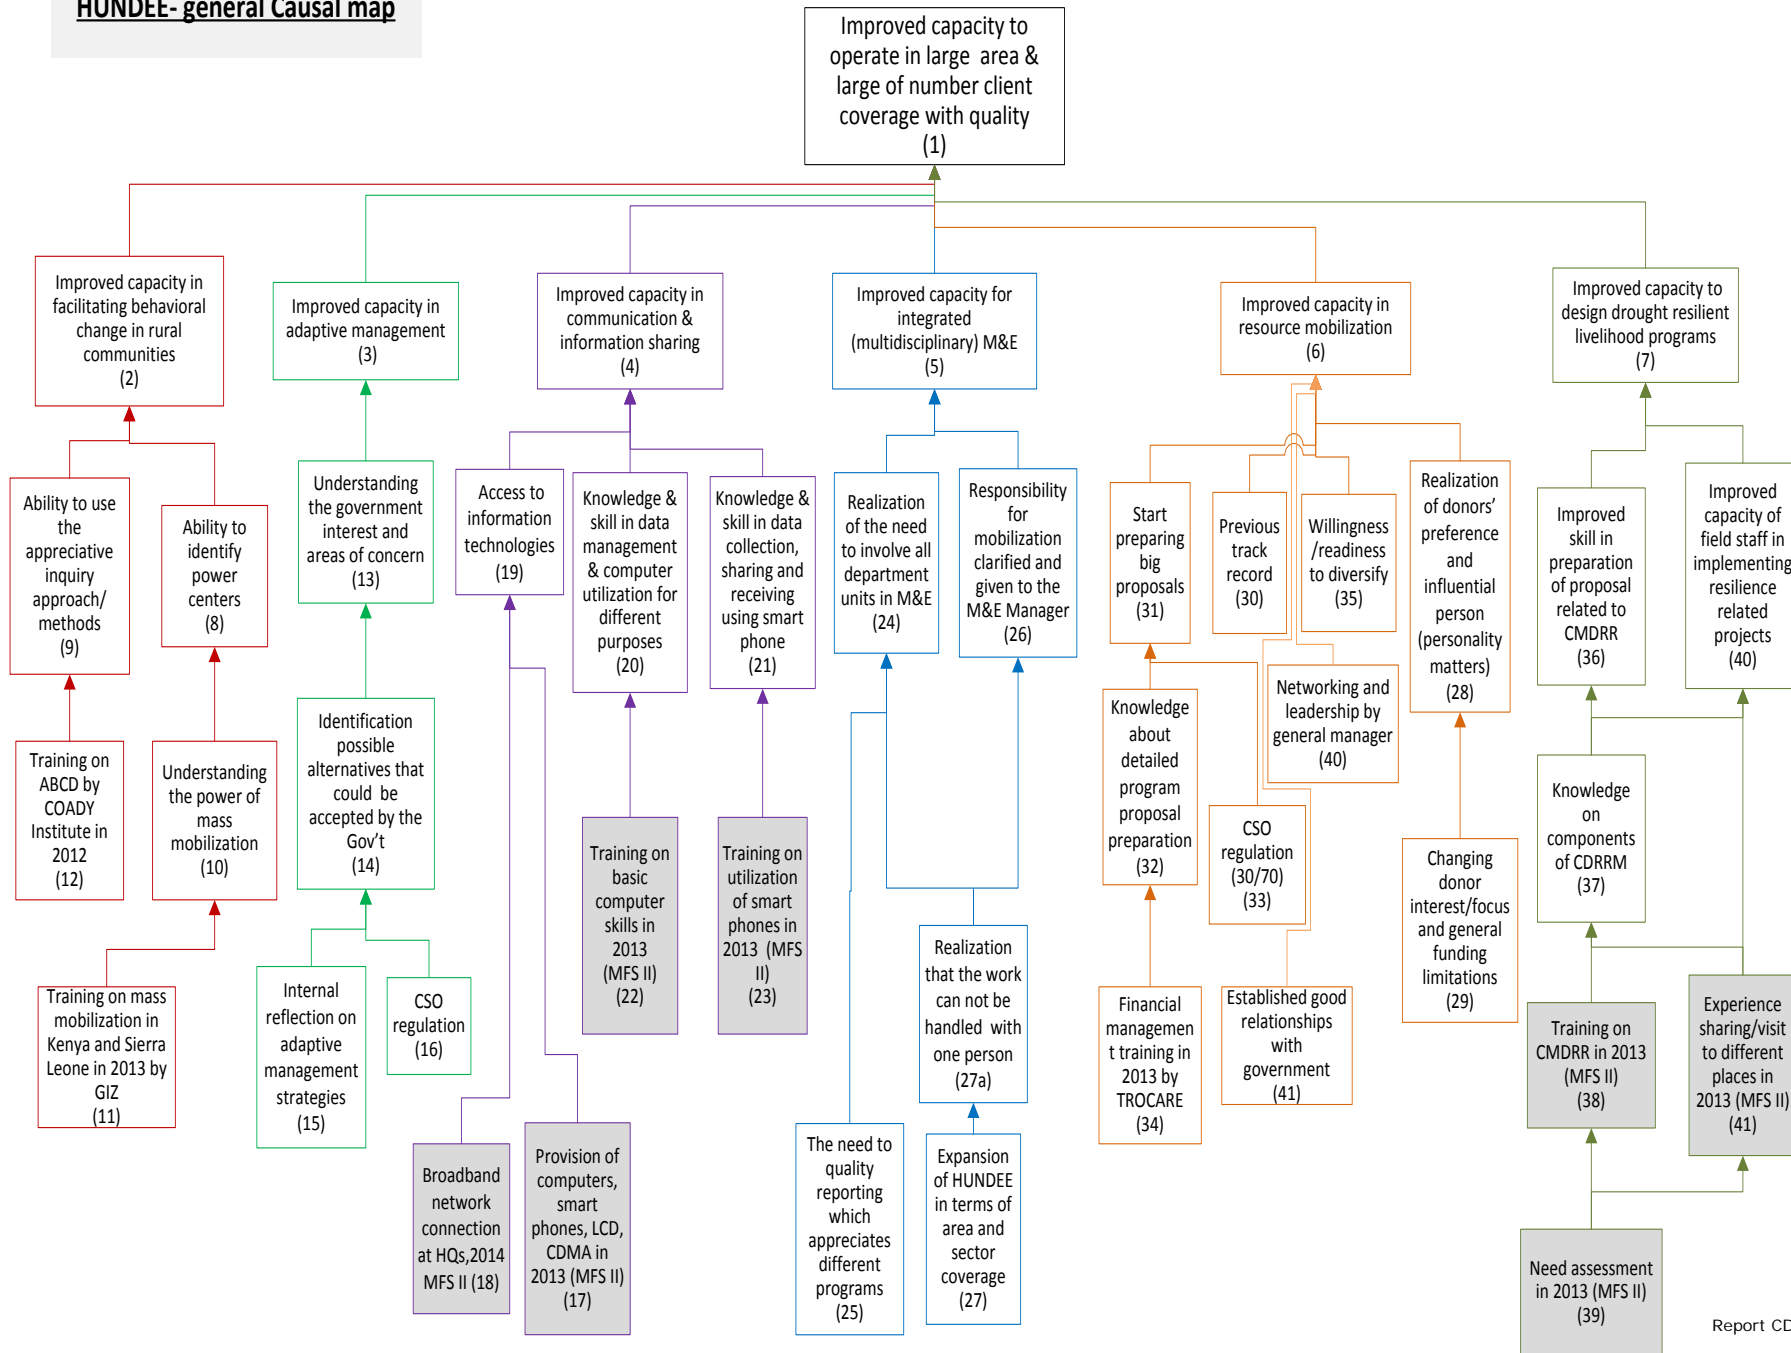 HUNDEE- general Causal map
Improved capacity to
operate in large area &
large of number client
coverage with quality
(1)
Improved capacity in
facilitating behavioral
change in rural
communities
(2)
Improved capacity in
adaptive management
(3)
Improved capacity in
communication &
information sharing
(4)
Improved capacity for
integrated
(multidisciplinary) M&E
(5)
Improved capacity in
resource mobilization
(6)
Improved capacity to
design drought resilient
livelihood programs
(7)
Ability to use
the
appreciative
inquiry
approach/
methods
(9)
Ability to
identify
power
centers
(8)
Understanding
the government
interest and
areas of concern
(13)
Access to
information
technologies
(19)
Knowledge &
skill in data
management
& computer
utilization for
different
purposes
(20)
Knowledge &
skill in data
collection,
sharing and
receiving
using smart
phone
(21)
Realization
of the need
to involve all
department
units in M&E
(24)
Responsibility
for
mobilization
clarified and
given to the
M&E Manager
(26)
Start
preparing
big
proposals
(31)
Previous
track
record
(30)
Willingness
/readiness
to diversify
(35)
Realization
of donors’
preference
and
influential
person
(personality
matters)
(28)
Improved
skill in
preparation
of proposal
related to
CMDRR
(36)
Improved
capacity of
field staff in
implementing
resilience
related
projects
(40)
Training on
ABCD by
COADY
Institute in
2012
(12)
Understanding
the power of
mass
mobilization
(10)
Identification
possible
alternatives that
could be
accepted by the
Gov’t
(14)
Training on
basic
computer
skills in
2013
(MFS II)
(22)
Training on
utilization
of smart
phones in
2013 (MFS
II)
(23)
Knowledge
about
detailed
program
proposal
preparation
(32)
Networking and
leadership by
general manager
(40)
CSO
regulation
(30/70)
(33)
Changing
donor
interest/focus
and general
funding
limitations
(29)
Knowledge
on
components
of CDRRM
(37)
Training on mass
mobilization in
Kenya and Sierra
Leone in 2013 by
GIZ
(11)
Internal
reflection on
adaptive
management
strategies
(15)
CSO
regulation
(16)
Realization
that the work
can not be
handled with
one person
(27a)
Financial
managemen
t training in
2013 by
TROCARE
(34)
Established good
relationships
with
government
(41)
Training on
CMDRR in 2013
(MFS II)
(38)
Experience
sharing/visit
to different
places in
2013 (MFS II)
(41)
Broadband
network
connection
at HQs,2014
MFS II (18)
Provision of
computers,
smart
phones, LCD,
CDMA in
2013 (MFS II)
(17)
The need to
quality
reporting
which
appreciates
different
programs
(25)
Expansion
of HUNDEE
in terms of
area and
sector
coverage
(27)
Need assessment
in 2013 (MFS II)
(39)
Report CD